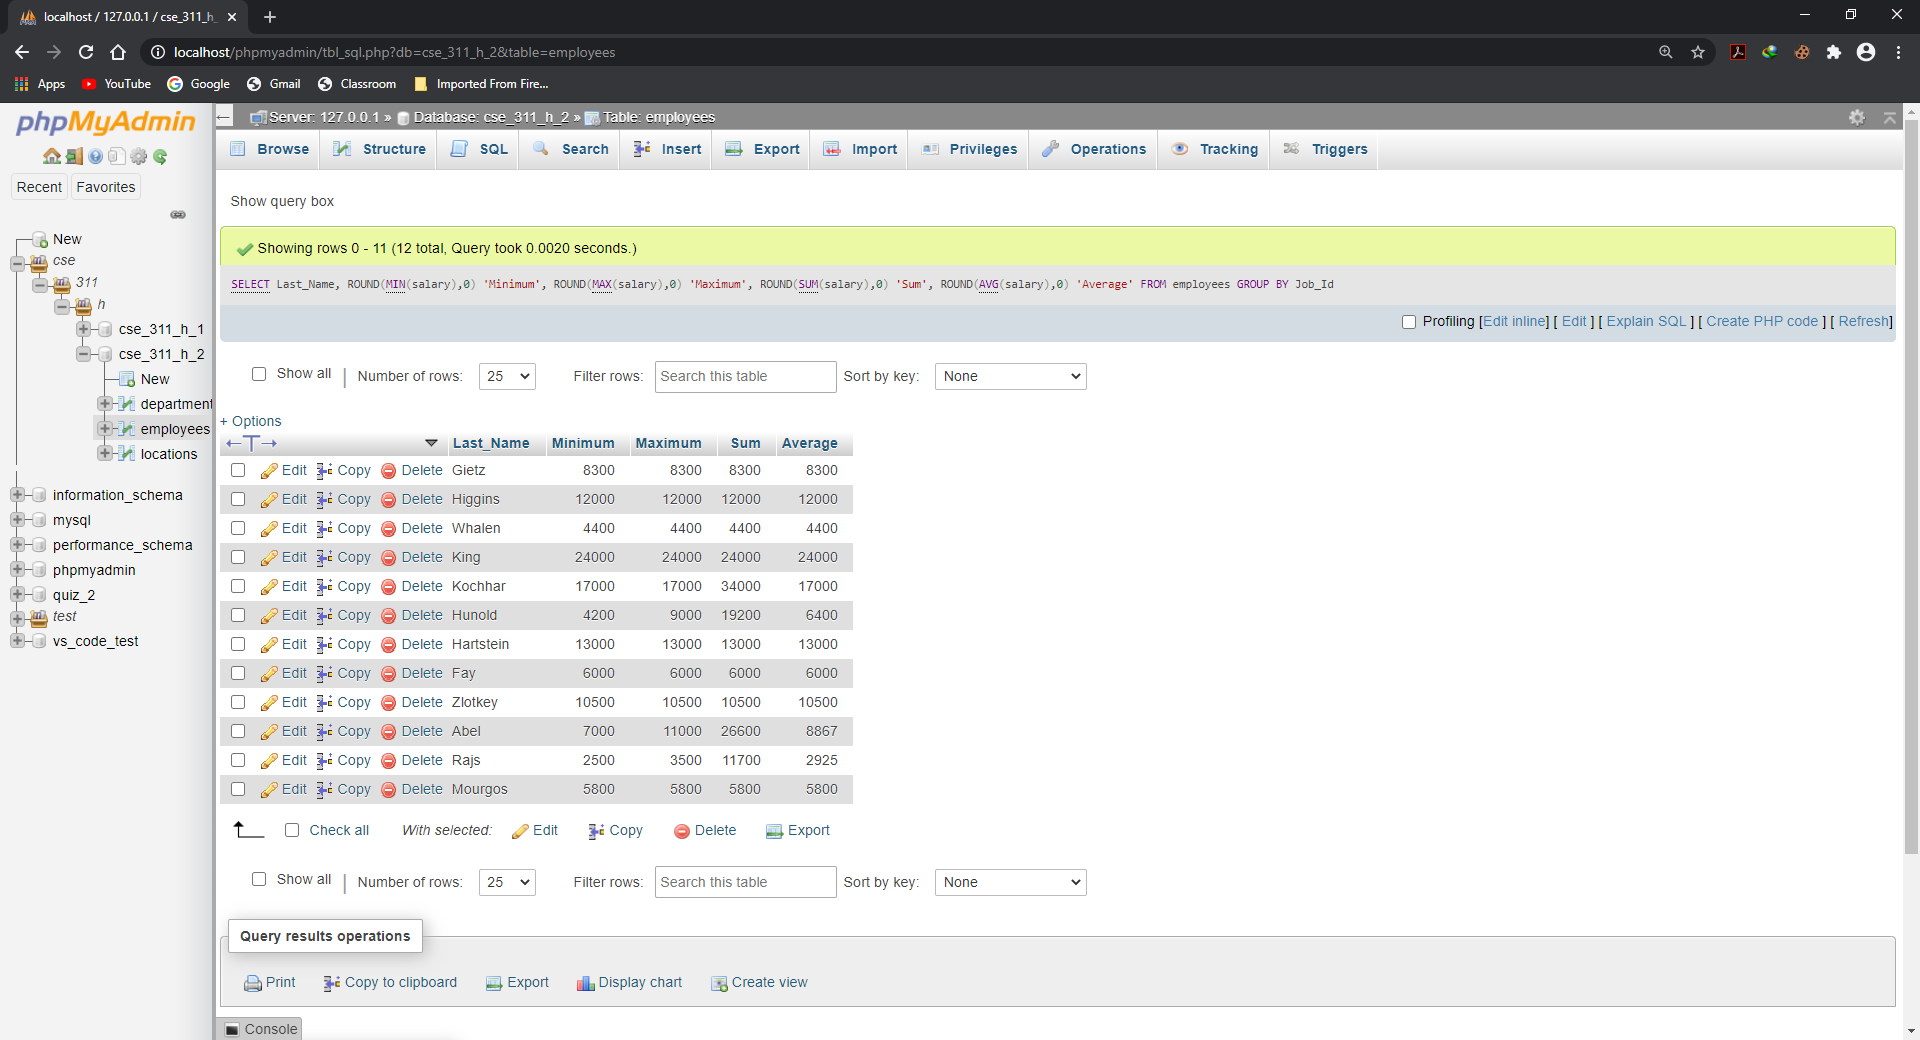 localhost / 127.0.0.1 / cse_311_h_
localhost/phpmyadmin/tbl_sql.php?db=cse_311_h_2&table=employees
Apps YouTube Google Gmail Classroom Imported From Fire...
phpMyAdmin
Recent Favorites
New
cse
311
h
cse_311_h_1
cse_311_h_2
New
department
employees
locations
information_schema
mysql
performance_schema
phpmyadmin
quiz_2
test
vs_code_test
Server: 127.0.0.1 » Database: cse_311_h_2 » Table: employees
Browse Structure SQL Search Insert Export Import Privileges Operations Tracking Triggers
Show query box
Showing rows 0 - 11 (12 total, Query took 0.0020 seconds.)
SELECT Last_Name, ROUND(MIN(salary),0) 'Minimum', ROUND(MAX(salary),0) 'Maximum', ROUND(SUM(salary),0) 'Sum', ROUND(AVG(salary),0) 'Average' FROM employees GROUP BY Job_Id
Profiling [Edit inline] [ Edit ] [ Explain SQL ] [ Create PHP code ] [ Refresh]
Show all | Number of rows: 25 Filter rows: Search this table Sort by key: None
+ Options
←T→ Last_Name Minimum Maximum Sum Average
Edit Copy Delete Gietz 8300 8300 8300 8300
Edit Copy Delete Higgins 12000 12000 12000 12000
Edit Copy Delete Whalen 4400 4400 4400 4400
Edit Copy Delete King 24000 24000 24000 24000
Edit Copy Delete Kochhar 17000 17000 34000 17000
Edit Copy Delete Hunold 4200 9000 19200 6400
Edit Copy Delete Hartstein 13000 13000 13000 13000
Edit Copy Delete Fay 6000 6000 6000 6000
Edit Copy Delete Zlotkey 10500 10500 10500 10500
Edit Copy Delete Abel 7000 11000 26600 8867
Edit Copy Delete Rajs 2500 3500 11700 2925
Edit Copy Delete Mourgos 5800 5800 5800 5800
Check all With selected: Edit Copy Delete Export
Show all | Number of rows: 25 Filter rows: Search this table Sort by key: None
Query results operations
Print Copy to clipboard Export Display chart Create view
Console